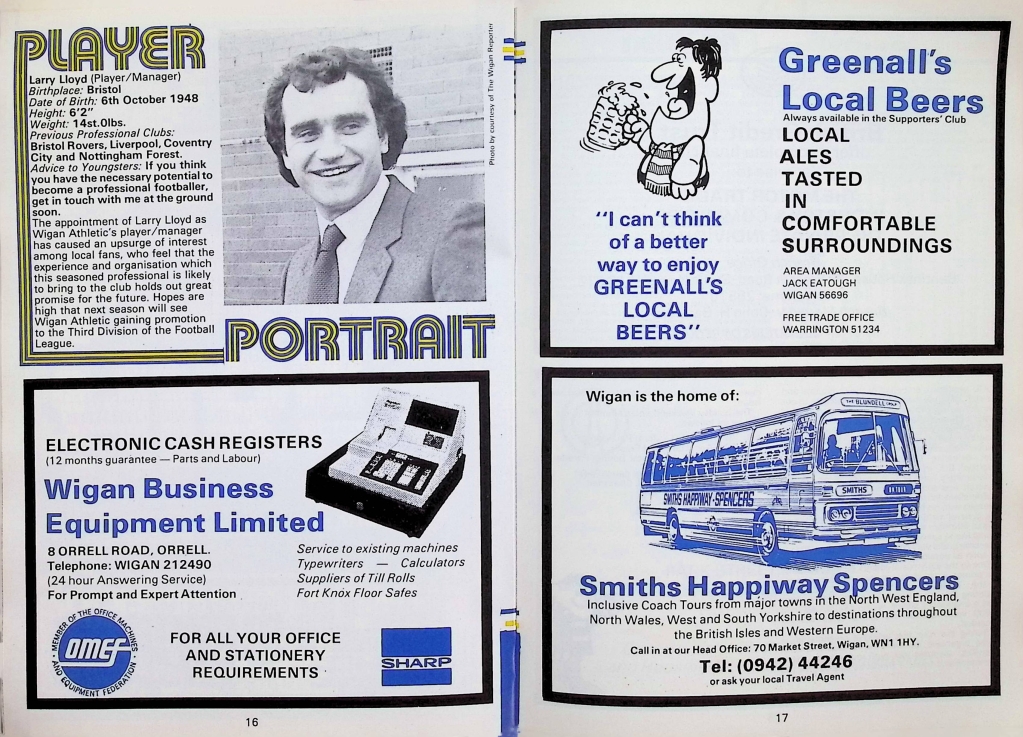 PLAYER
Larry Lloyd (Player/Manager)
Birthplace: Bristol
Date of Birth: 6th October 1948
Height: 6'2"
Weight: 14st.0lbs.
Previous Professional Clubs:
Bristol Rovers, Liverpool, Coventry
City and Nottingham Forest.
Advice to Youngsters: If you think
you have the necessary potential to
become a professional footballer,
get in touch with me at the ground
soon.
The appointment of Larry Lloyd as
Wigan Athletic's player/manager
has caused an upsurge of interest
among local fans, who feel that the
experience and organisation which
this seasoned professional is likely
to bring to the club holds out great
promise for the future. Hopes are
high that next season will see
Wigan Athletic gaining promotion
to the Third Division of the Football
League.
Photo by courtesy of The Wigan Reporter
PORTRAIT
ELECTRONIC CASH REGISTERS
(12 months guarantee — Parts and Labour)
Wigan Business
Equipment Limited
8 ORRELL ROAD, ORRELL.
Telephone: WIGAN 212490
(24 hour Answering Service)
For Prompt and Expert Attention
Service to existing machines
Typewriters — Calculators
Suppliers of Till Rolls
Fort Knox Floor Safes
MEMBER OF THE OFFICE MACHINES
AND EQUIPMENT FEDERATION
omef
FOR ALL YOUR OFFICE
AND STATIONERY
REQUIREMENTS
SHARP
16
Greenall's
Local Beers
Always available in the Supporters' Club
LOCAL
ALES
TASTED
IN
COMFORTABLE
SURROUNDINGS
AREA MANAGER
JACK EATOUGH
WIGAN 56696
FREE TRADE OFFICE
WARRINGTON 51234
"I can't think
of a better
way to enjoy
GREENALL'S
LOCAL
BEERS"
Wigan is the home of:
THE BLUNDELL
SMITHS HAPPIWAY-SPENCERS
SMITHS
Smiths Happiway Spencers
Inclusive Coach Tours from major towns in the North West England,
North Wales, West and South Yorkshire to destinations throughout
the British Isles and Western Europe.
Call in at our Head Office: 70 Market Street, Wigan, WN1 1HY.
Tel: (0942) 44246
or ask your local Travel Agent
17